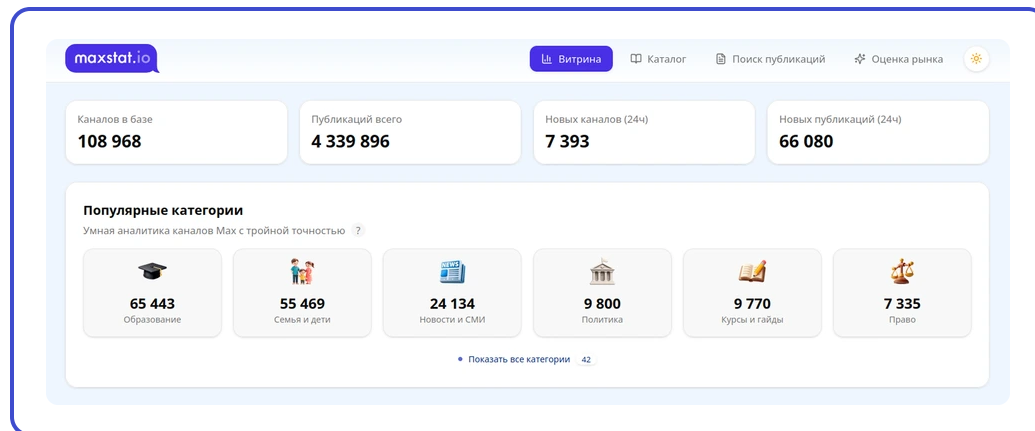 maxstat.io
Витрина
Каталог
Поиск публикаций
Оценка рынка
Каналов в базе
108 968
Публикаций всего
4 339 896
Новых каналов (24ч)
7 393
Новых публикаций (24ч)
66 080
Популярные категории
Умная аналитика каналов Max с тройной точностью ?
65 443
Образование
55 469
Семья и дети
NEWS
24 134
Новости и СМИ
9 800
Политика
9 770
Курсы и гайды
7 335
Право
Показать все категории 42